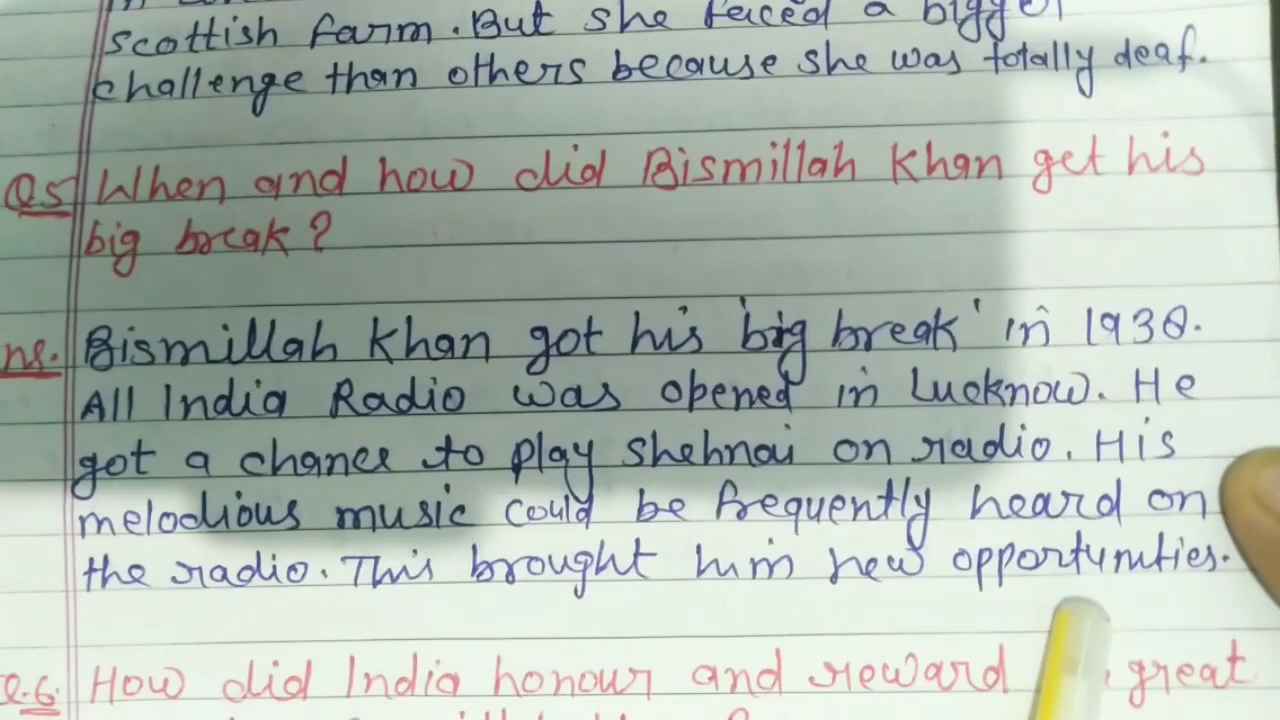 Scottish farm. But she faced a bigger
challenge than others because she was totally deaf.
Q5 When and how did Bismillah Khan get his
big break?
ns. Bismillah Khan got his 'big break' in 1938.
All India Radio was opened in Lucknow. He
got a chance to play Shehnai on radio. His
melodious music could be frequently heard on
the radio. This brought him new opportunities.
Q.6. How did India honour and reward great